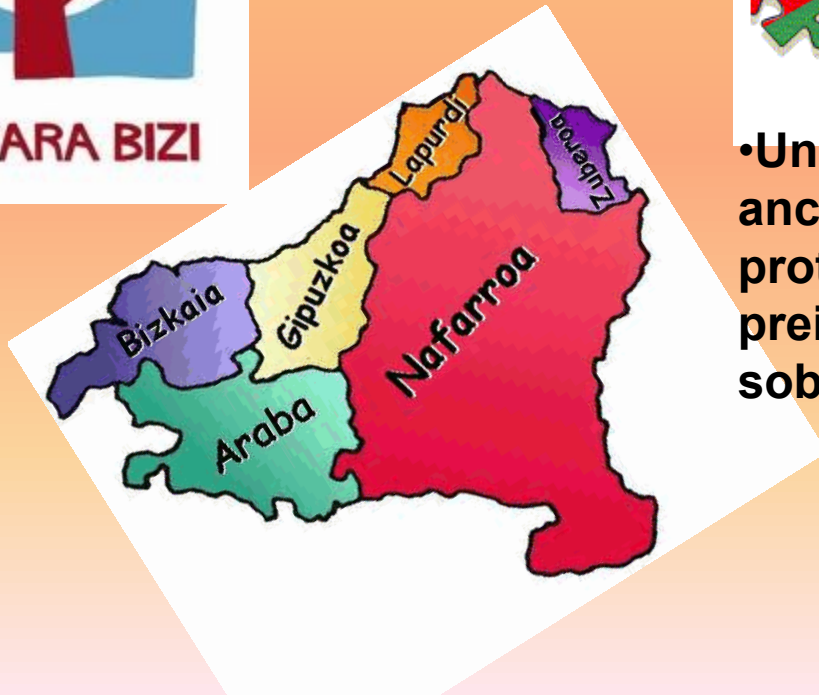 ARA BIZI
Lapurdi
Zuberoa
Bizkaia
Gipuzkoa
Nafarroa
Araba
•Un
anc
prot
prei
sob